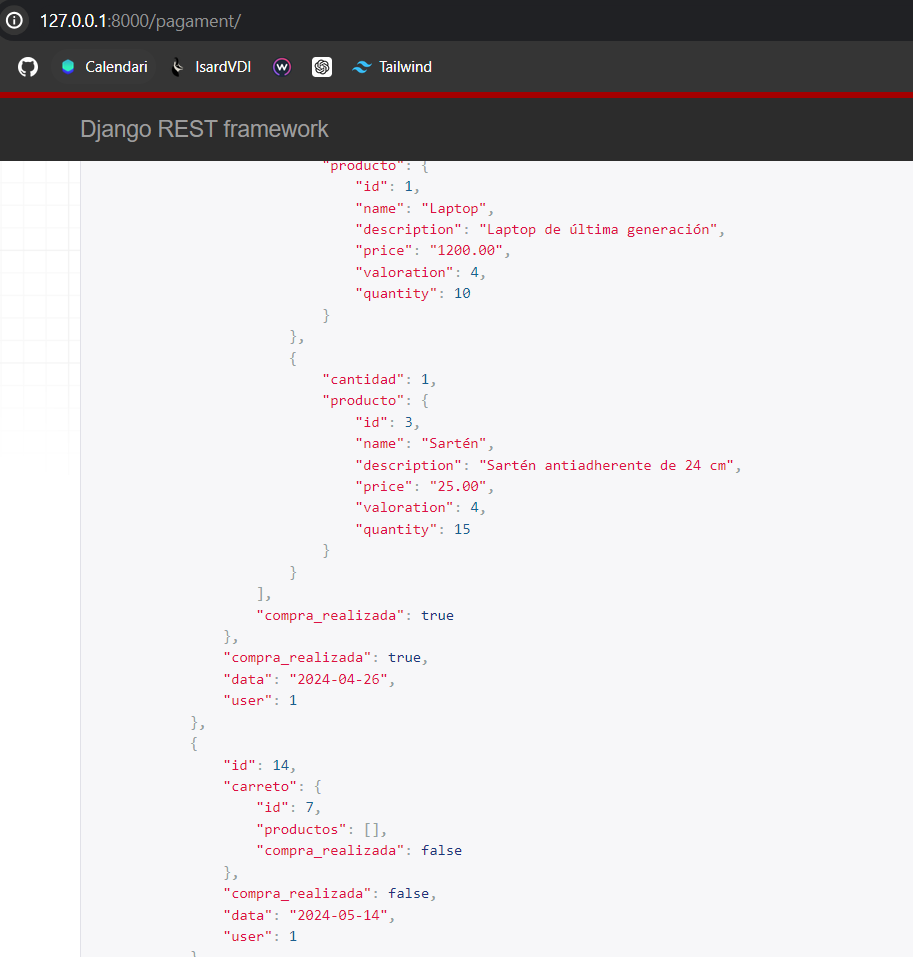 127.0.0.1:8000/pagament/
Calendari IsardVDI W Tailwind
Django REST framework
"producto": {
"id": 1,
"name": "Laptop",
"description": "Laptop de última generación",
"price": "1200.00",
"valoration": 4,
"quantity": 10
}
},
{
"cantidad": 1,
"producto": {
"id": 3,
"name": "Sartén",
"description": "Sartén antiadherente de 24 cm",
"price": "25.00",
"valoration": 4,
"quantity": 15
}
}
],
"compra_realizada": true
},
"compra_realizada": true,
"data": "2024-04-26",
"user": 1
},
{
"id": 14,
"carreto": {
"id": 7,
"productos": [],
"compra_realizada": false
},
"compra_realizada": false,
"data": "2024-05-14",
"user": 1
}